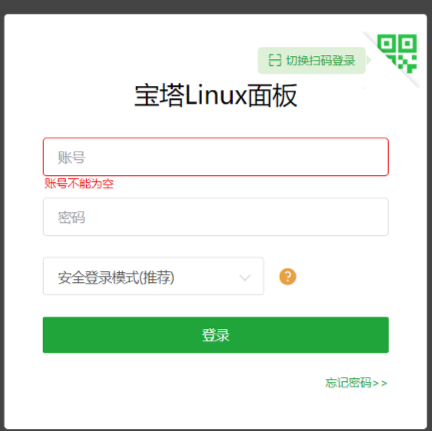 切换扫码登录
宝塔Linux面板
账号
账号不能为空
密码
安全登录模式(推荐)
?
登录
忘记密码>>